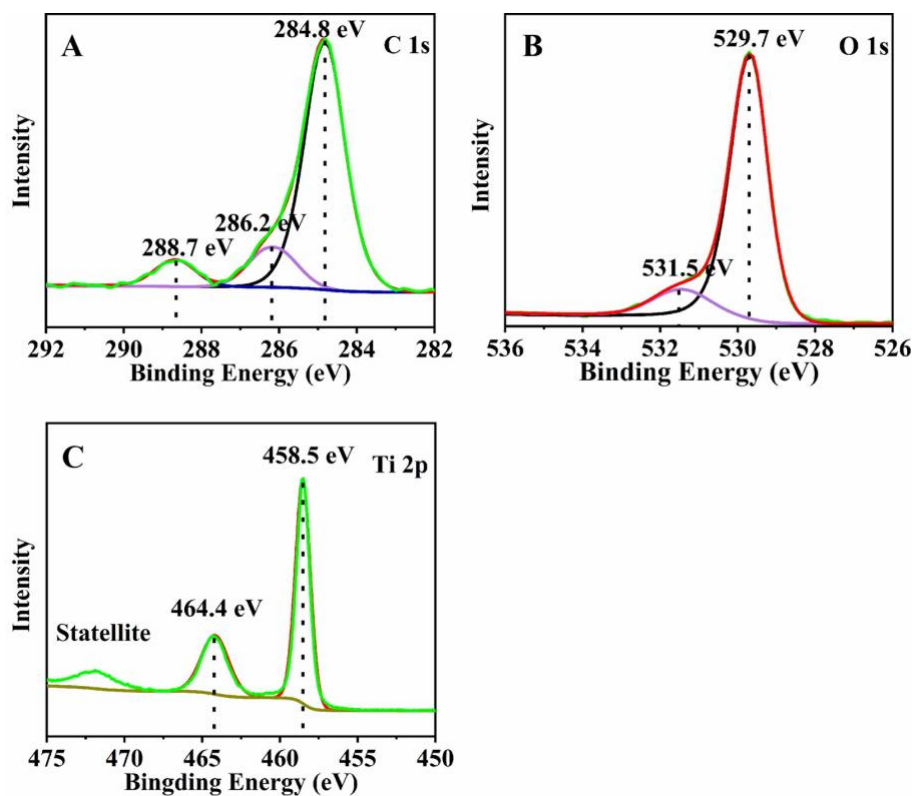 A
284.8 eV
C 1s
286.2 eV
288.7 eV
Intensity
292 290 288 286 284 282
Binding Energy (eV)
B
529.7 eV
O 1s
531.5 eV
Intensity
536 534 532 530 528 526
Binding Energy (eV)
C
458.5 eV
Ti 2p
464.4 eV
Statellite
Intensity
475 470 465 460 455 450
Bingding Energy (eV)